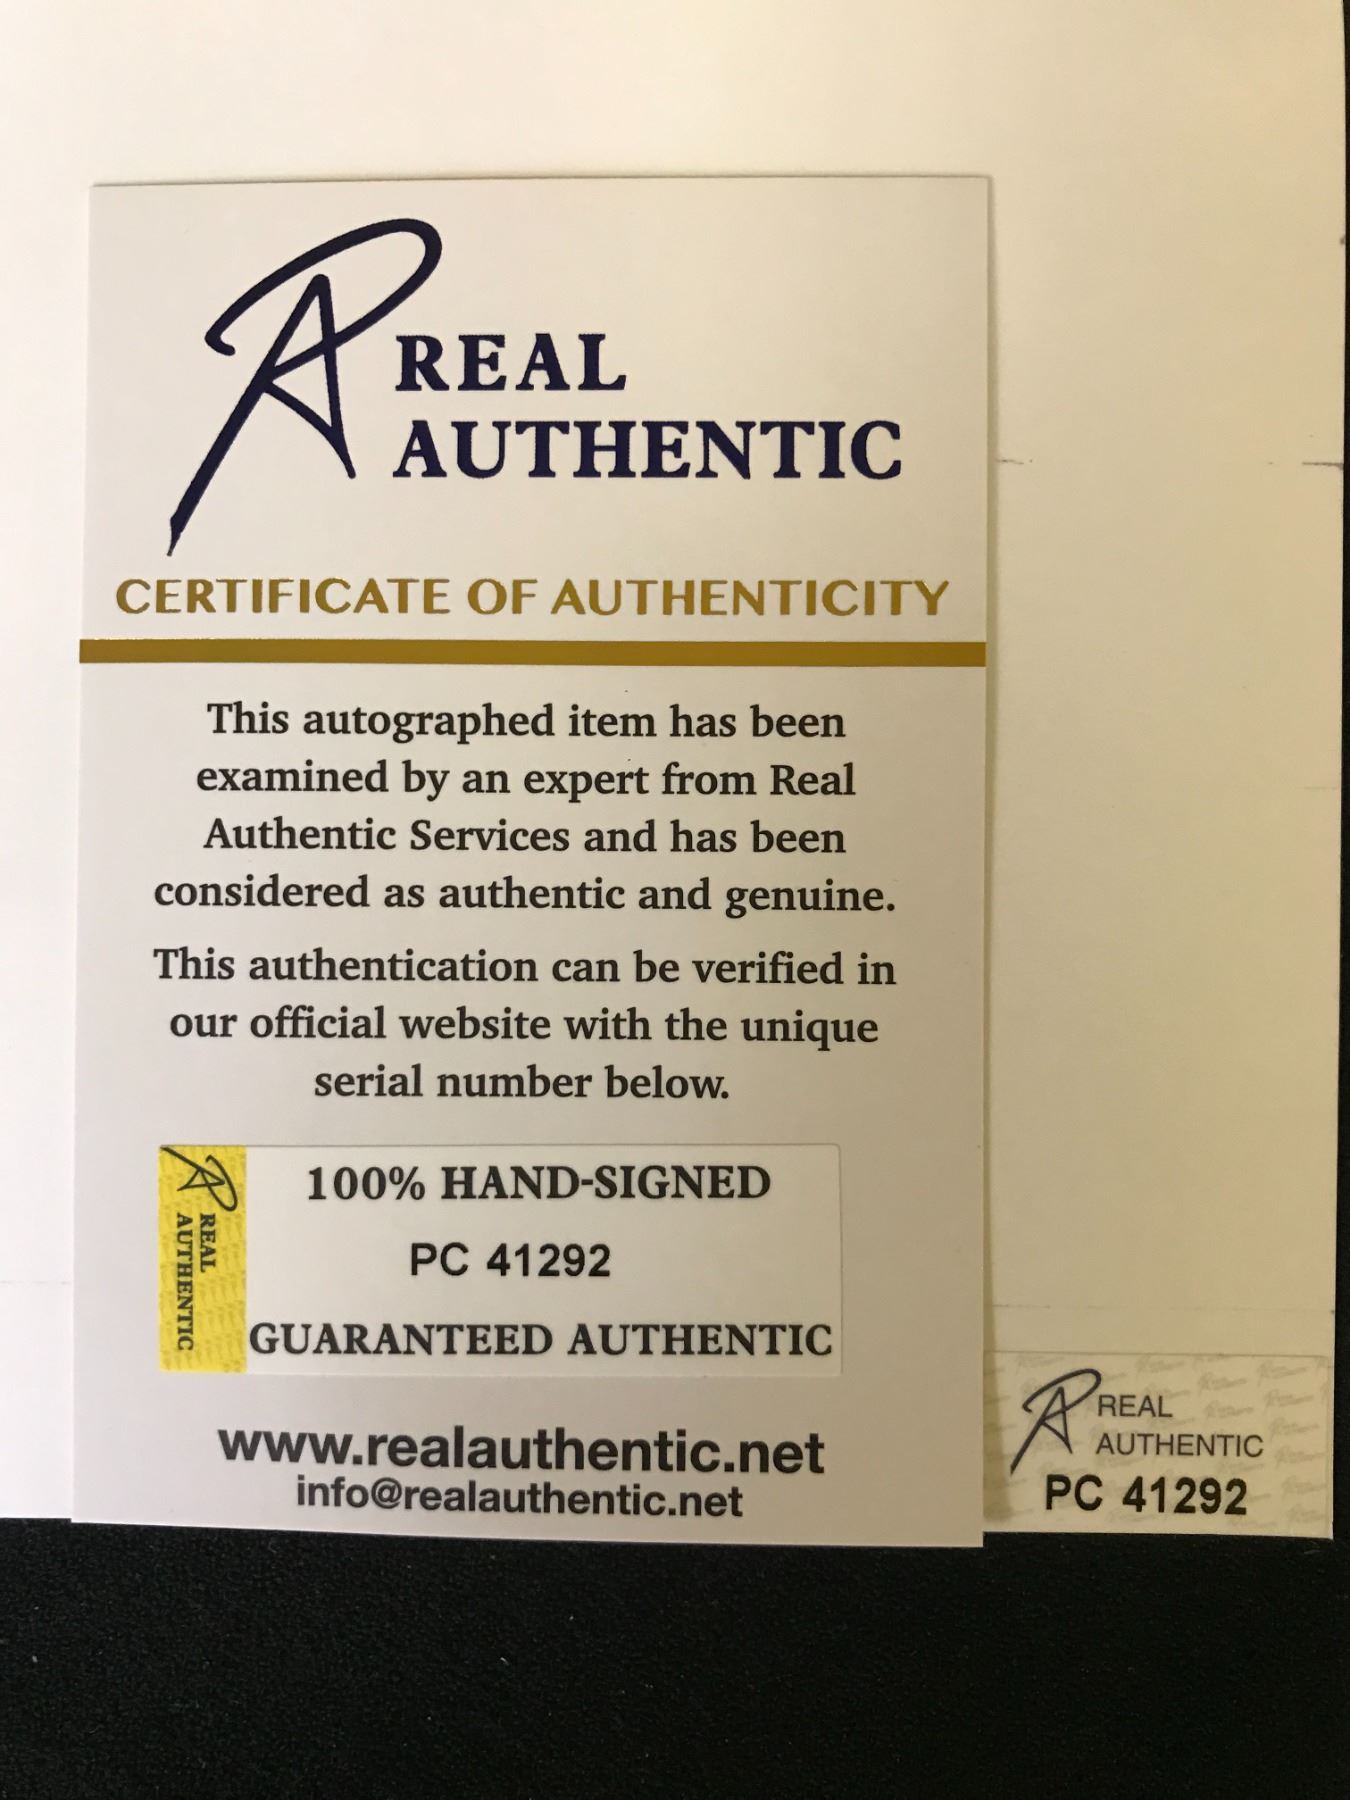 REAL
AUTHENTIC
CERTIFICATE OF AUTHENTICITY
This autographed item has been
examined by an expert from Real
Authentic Services and has been
considered as authentic and genuine.
This authentication can be verified in
our official website with the unique
serial number below.
REAL
AUTHENTIC
100% HAND-SIGNED
PC 41292
GUARANTEED AUTHENTIC
www.realauthentic.net
info@realauthentic.net
REAL
AUTHENTIC
PC 41292